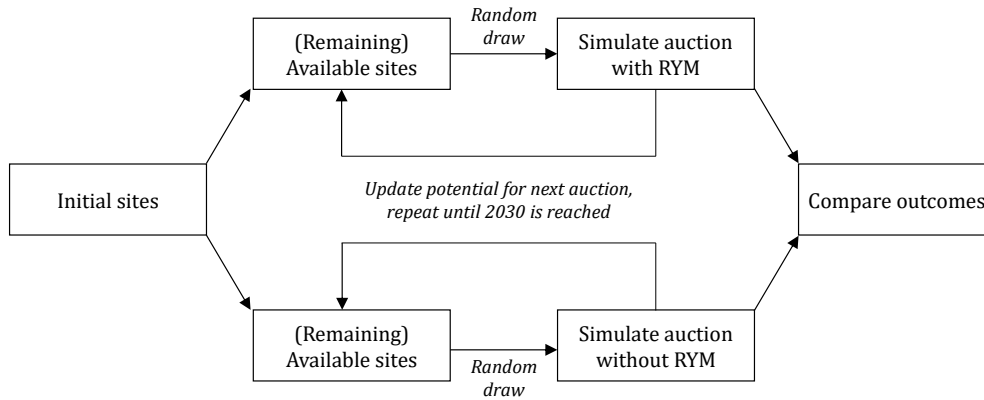 (Remaining)
Available sites
Random
draw
Simulate auction
with RYM
Initial sites
Update potential for next auction,
repeat until 2030 is reached
Compare outcomes
(Remaining)
Available sites
Random
draw
Simulate auction
without RYM